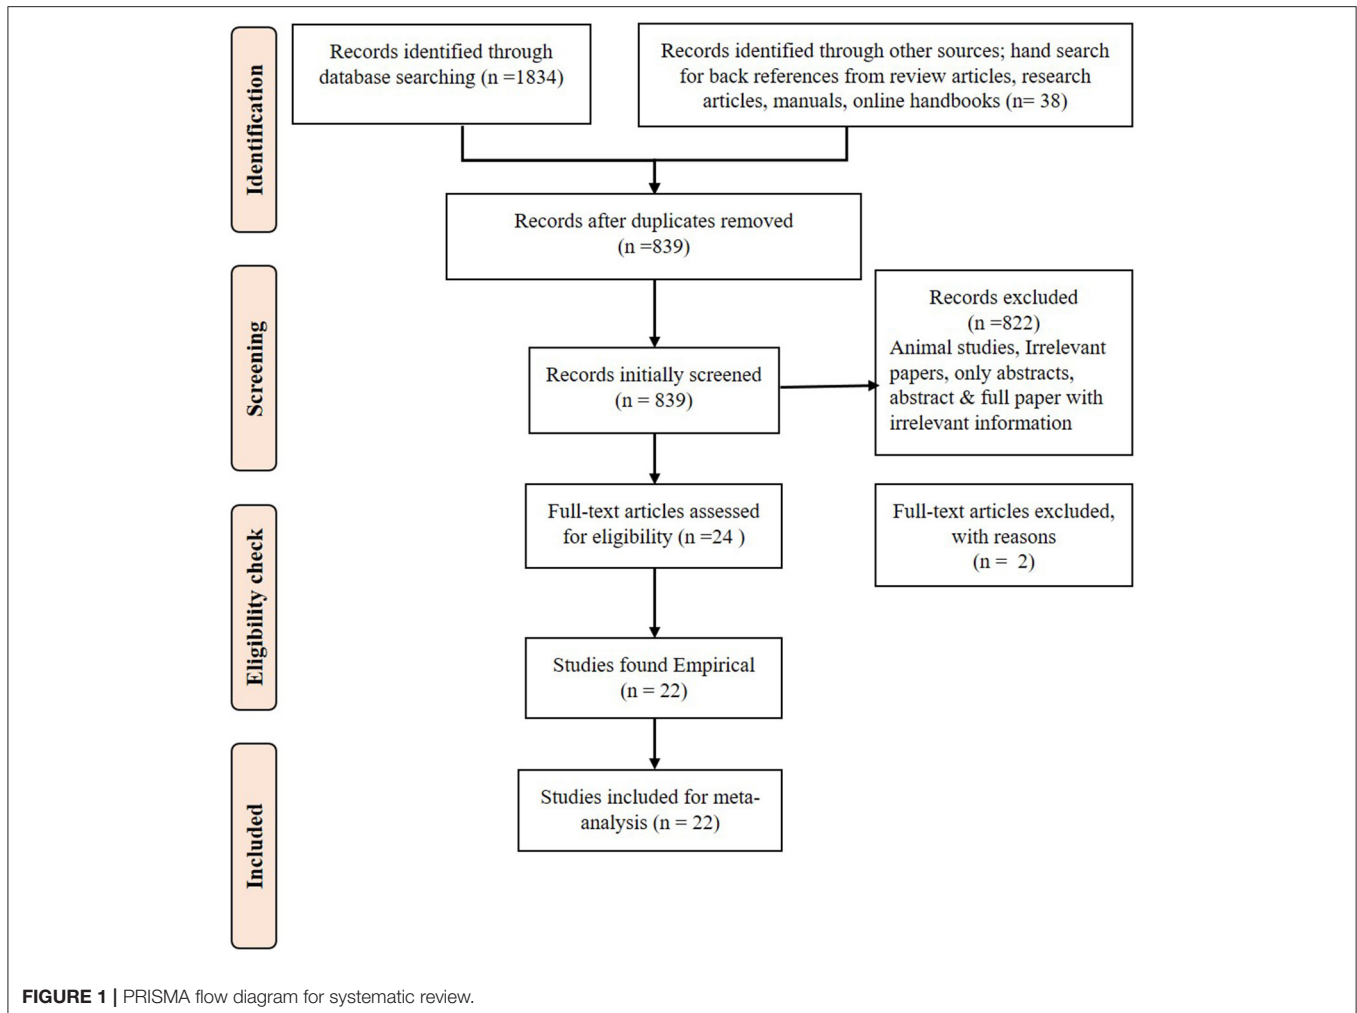 Identification
Records identified through
database searching (n =1834)
Records identified through other sources; hand search
for back references from review articles, research
articles, manuals, online handbooks (n= 38)
Records after duplicates removed
(n =839)
Screening
Records initially screened
(n = 839)
Records excluded
(n =822)
Animal studies, Irrelevant
papers, only abstracts,
abstract & full paper with
irrelevant information
Eligibility check
Full-text articles assessed
for eligibility (n =24 )
Full-text articles excluded,
with reasons
(n =  2)
Studies found Empirical
(n = 22)
Included
Studies included for meta-
analysis (n = 22)
FIGURE 1 | PRISMA flow diagram for systematic review.